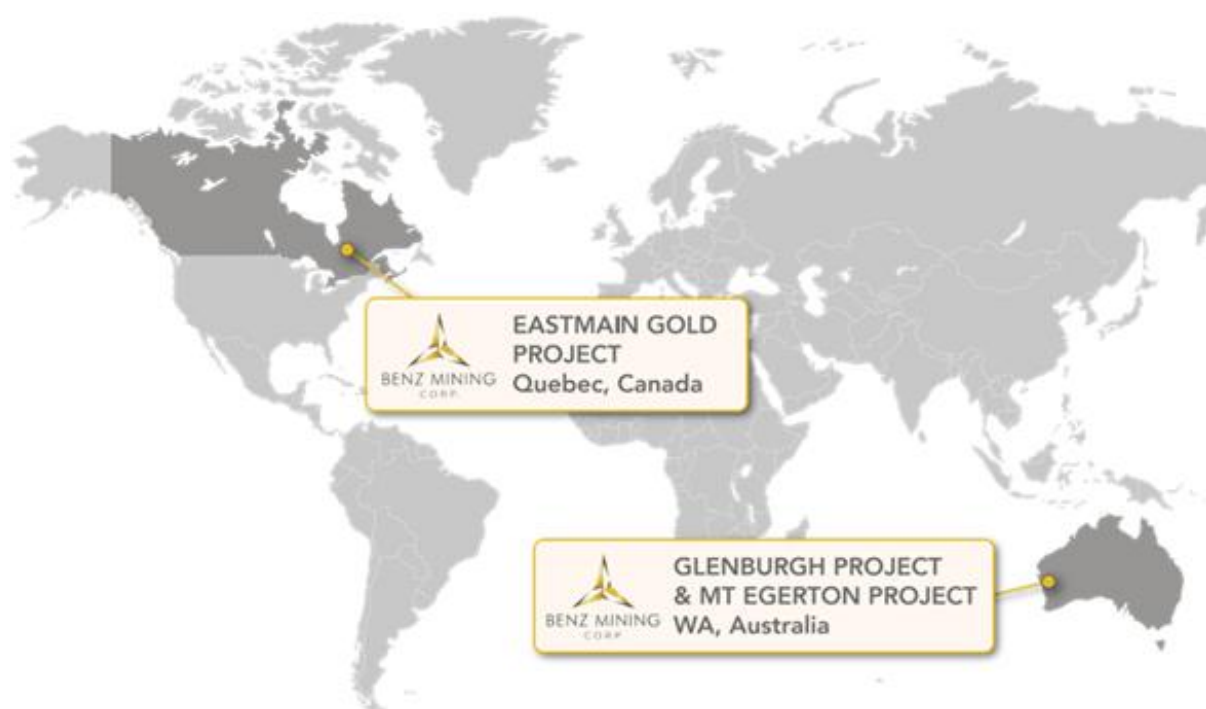 EASTMAIN GOLD
PROJECT
Quebec, Canada
BENZ MINING
CORP.
GLENBURGH PROJECT
& MT EGERTON PROJECT
WA, Australia
BENZ MINING
CORP